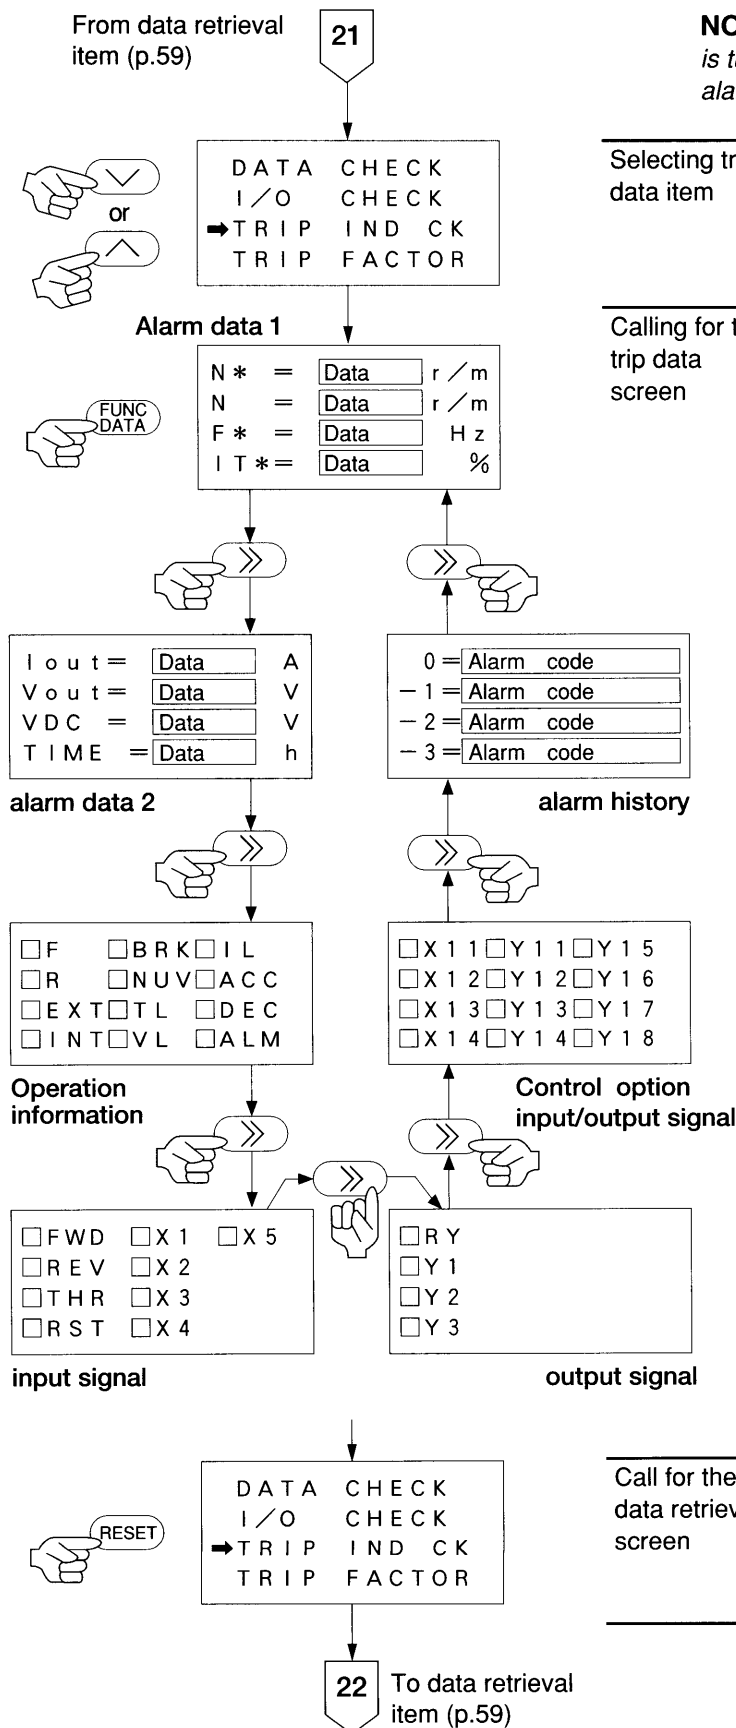 From data retrieval
item (p.59)
21
is
DATA CHECK
I/O CHECK
➡TRIP IND CK
TRIP FACTOR
or
Selecting
data item
Alarm data 1
N* = Data r/m
N = Data r/m
F* = Data Hz
IT*= Data %
FUNC
DATA
Calling for
trip data
screen
Iout= Data A
Vout= Data V
VDC = Data V
TIME = Data h
alarm data 2
0= Alarm code
-1= Alarm code
-2= Alarm code
-3= Alarm code
alarm history
□F □BRK□IL
□R □NUV□ACC
□EXT□TL □DEC
□INT□VL □ALM
Operation
information
□X11□Y11□Y15
□X12□Y12□Y16
□X13□Y13□Y17
□X14□Y14□Y18
Control option
input/output signal
□FWD □X1 □X5
□REV □X2
□THR □X3
□RST □X4
input signal
□RY
□Y1
□Y2
□Y3
output signal
DATA CHECK
I/O CHECK
➡TRIP IND CK
TRIP FACTOR
RESET
Call for the
data
screen
22
To data retrieval
item (p.59)